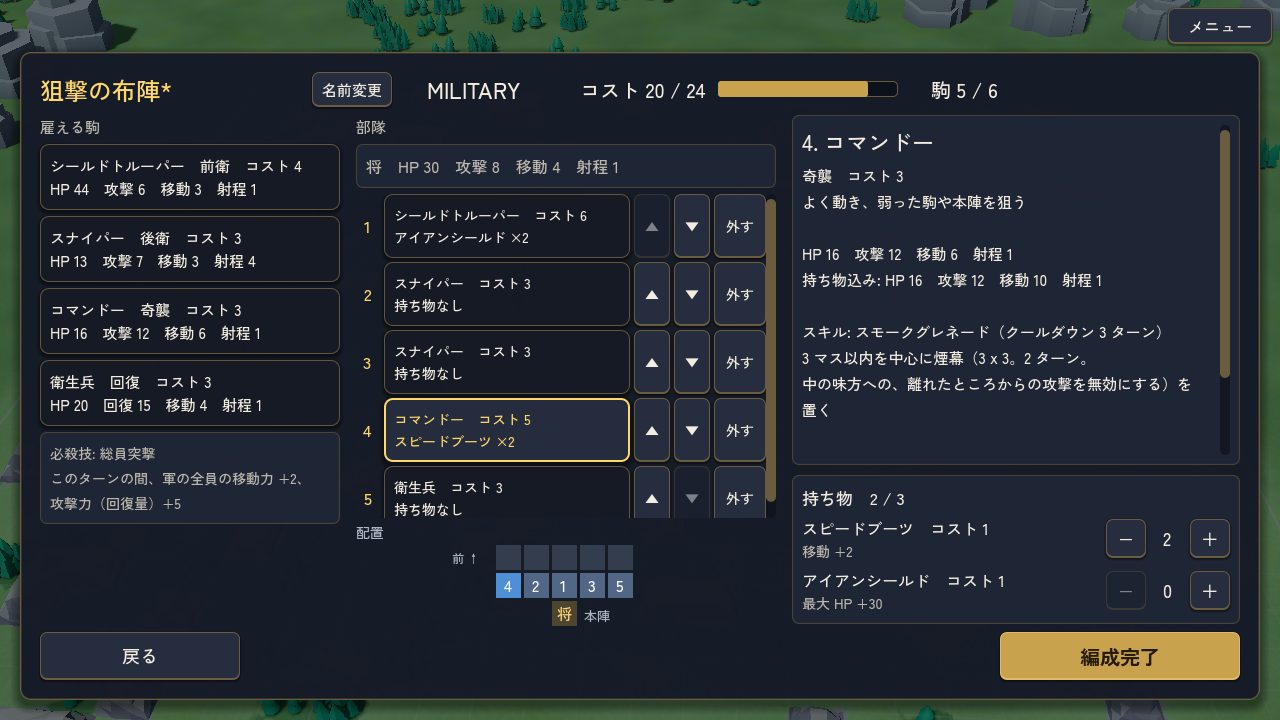 メニュー
狙撃の布陣*
名前変更
MILITARY
コスト 20 / 24
駒 5 / 6
雇える駒
シールドトルーパー　前衛　コスト 4
HP 44　攻撃 6　移動 3　射程 1
スナイパー　後衛　コスト 3
HP 13　攻撃 7　移動 3　射程 4
コマンドー　奇襲　コスト 3
HP 16　攻撃 12　移動 6　射程 1
衛生兵　回復　コスト 3
HP 20　回復 15　移動 4　射程 1
必殺技: 総員突撃
このターンの間、軍の全員の移動力 +2、
攻撃力（回復量）+5
部隊
将　HP 30　攻撃 8　移動 4　射程 1
1
シールドトルーパー　コスト 6
アイアンシールド ×2
▲
▼
外す
2
スナイパー　コスト 3
持ち物なし
▲
▼
外す
3
スナイパー　コスト 3
持ち物なし
▲
▼
外す
4
コマンドー　コスト 5
スピードブーツ ×2
▲
▼
外す
5
衛生兵　コスト 3
持ち物なし
▲
▼
外す
配置
前 ↑
4 2 1 3 5
将 本陣
4. コマンドー
奇襲　コスト 3
よく動き、弱った駒や本陣を狙う
HP 16　攻撃 12　移動 6　射程 1
持ち物込み: HP 16　攻撃 12　移動 10　射程 1
スキル: スモークグレネード（クールダウン 3 ターン）
3 マス以内を中心に煙幕（3 x 3。2 ターン。
中の味方への、離れたところからの攻撃を無効にする）を
置く
持ち物　2 / 3
スピードブーツ　コスト 1
移動 +2
－ 2 ＋
アイアンシールド　コスト 1
最大 HP +30
－ 0 ＋
戻る
編成完了